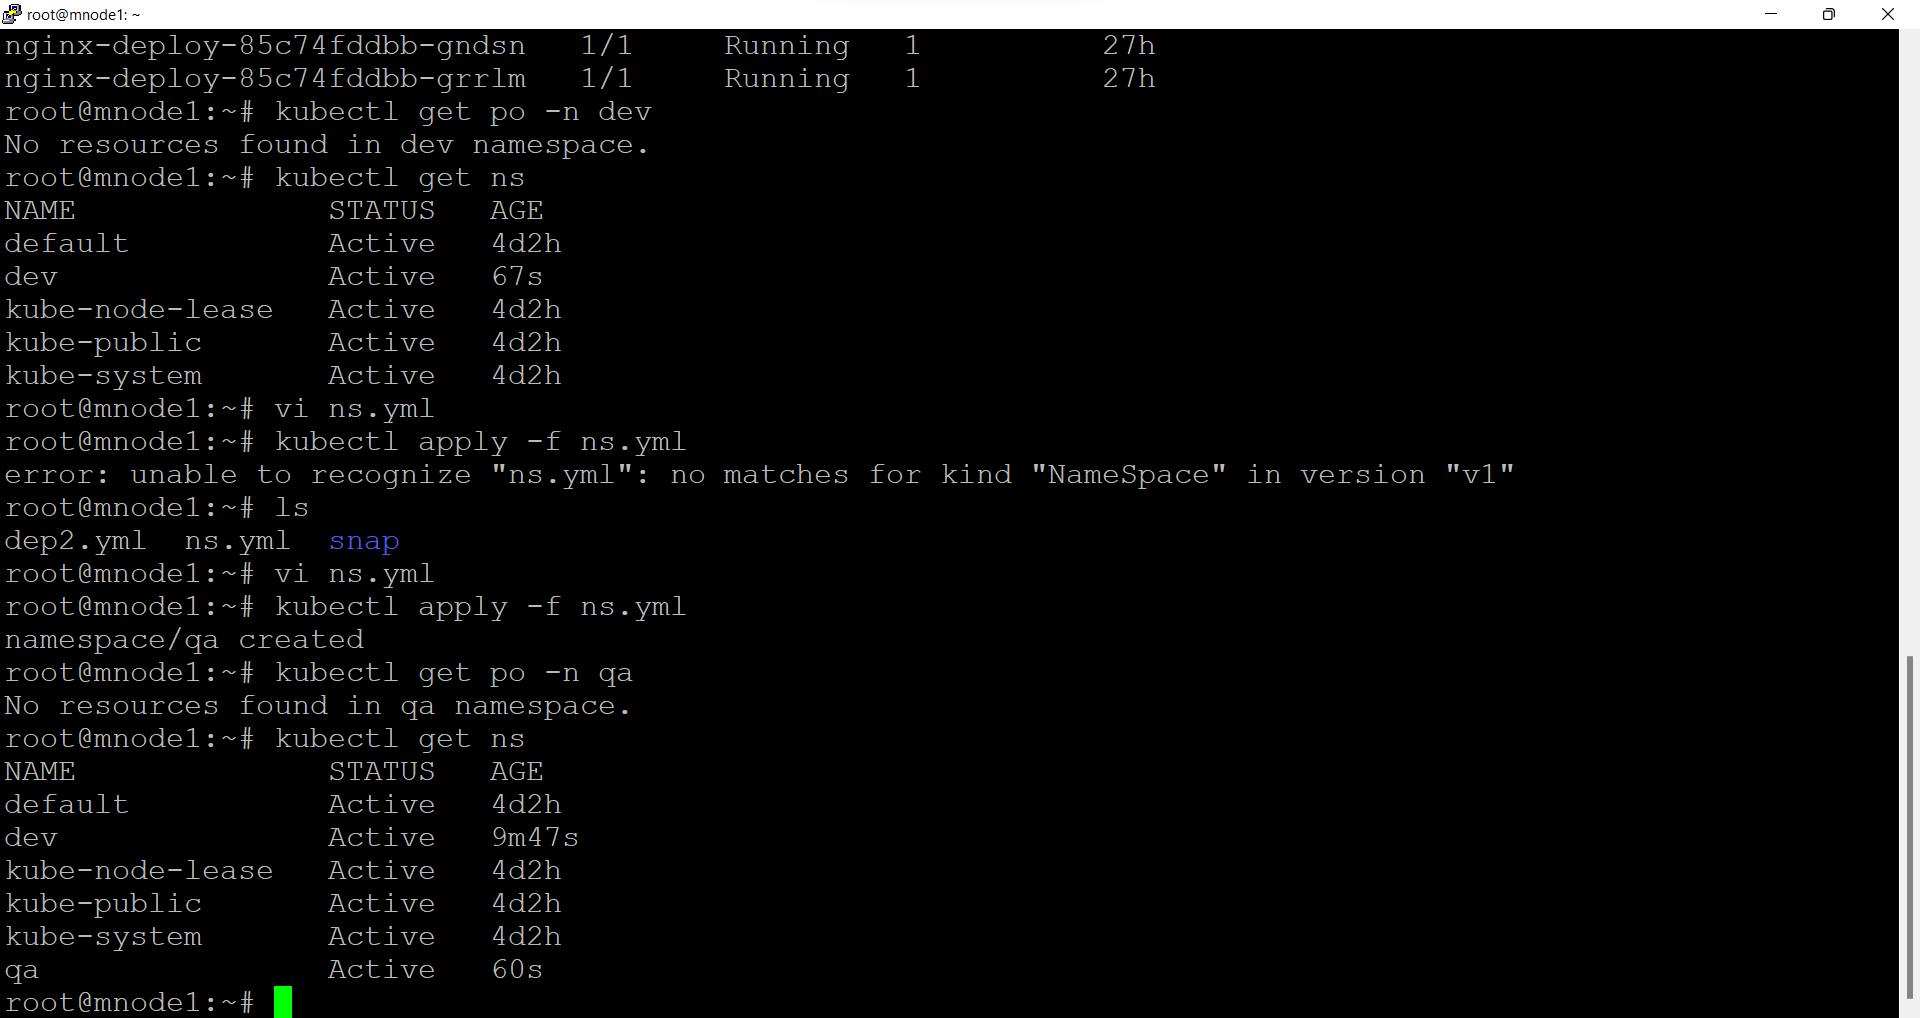 root@mnode1: ~
nginx-deploy-85c74fddbb-gndsn   1/1     Running   1          27h
nginx-deploy-85c74fddbb-grrlm   1/1     Running   1          27h
root@mnode1:~# kubectl get po -n dev
No resources found in dev namespace.
root@mnode1:~# kubectl get ns
NAME              STATUS   AGE
default           Active   4d2h
dev               Active   67s
kube-node-lease   Active   4d2h
kube-public       Active   4d2h
kube-system       Active   4d2h
root@mnode1:~# vi ns.yml
root@mnode1:~# kubectl apply -f ns.yml
error: unable to recognize "ns.yml": no matches for kind "NameSpace" in version "v1"
root@mnode1:~# ls
dep2.yml  ns.yml  snap
root@mnode1:~# vi ns.yml
root@mnode1:~# kubectl apply -f ns.yml
namespace/qa created
root@mnode1:~# kubectl get po -n qa
No resources found in qa namespace.
root@mnode1:~# kubectl get ns
NAME              STATUS   AGE
default           Active   4d2h
dev               Active   9m47s
kube-node-lease   Active   4d2h
kube-public       Active   4d2h
kube-system       Active   4d2h
qa                Active   60s
root@mnode1:~#